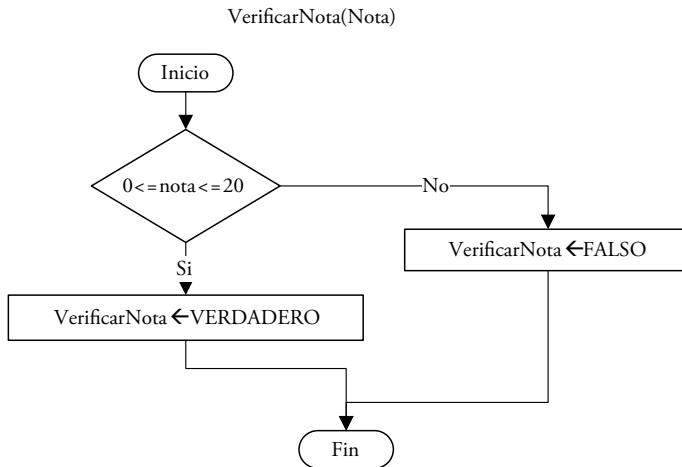 VerificarNota(Nota)
Inicio
0<=nota<=20
No
VerificarNota ←FALSO
Si
VerificarNota ←VERDADERO
Fin